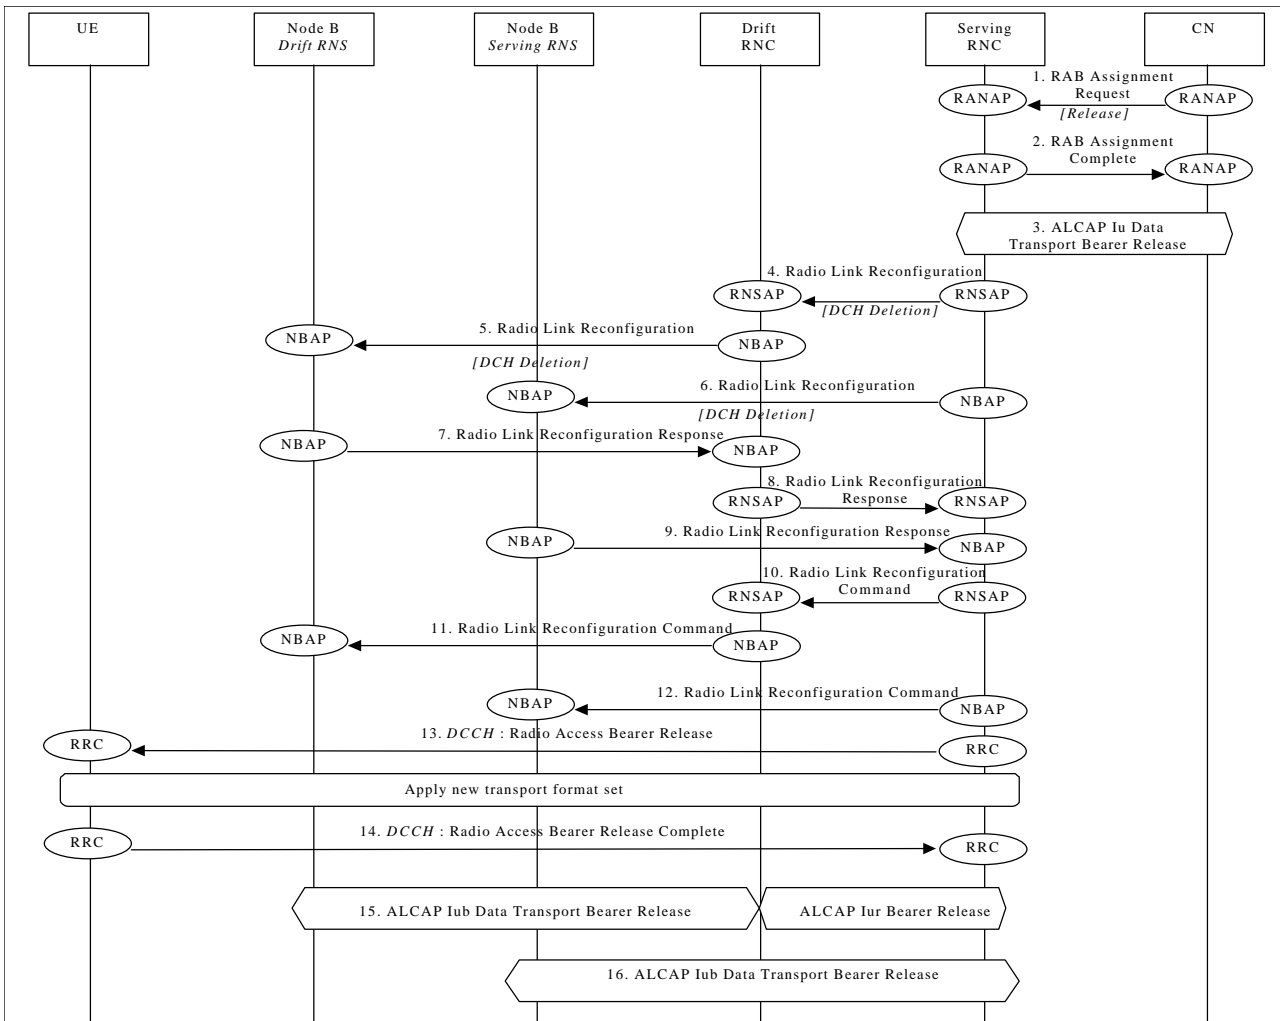 UE
Node B
Drift RNS
Node B
Serving RNS
Drift
RNC
Serving
RNC
CN
1. RAB Assignment
Request
RANAP
RANAP
[Release]
2. RAB Assignment
Complete
RANAP
RANAP
3. ALCAP Iu Data
Transport Bearer Release
4. Radio Link Reconfiguration
RNSAP
RNSAP
[DCH Deletion]
5. Radio Link Reconfiguration
NBAP
NBAP
[DCH Deletion]
6. Radio Link Reconfiguration
NBAP
NBAP
[DCH Deletion]
7. Radio Link Reconfiguration Response
NBAP
NBAP
8. Radio Link Reconfiguration
Response
RNSAP
RNSAP
9. Radio Link Reconfiguration Response
NBAP
NBAP
10. Radio Link Reconfiguration
Command
RNSAP
RNSAP
11. Radio Link Reconfiguration Command
NBAP
NBAP
12. Radio Link Reconfiguration Command
NBAP
NBAP
13. DCCH : Radio Access Bearer Release
RRC
RRC
Apply new transport format set
14. DCCH : Radio Access Bearer Release Complete
RRC
RRC
15. ALCAP Iub Data Transport Bearer Release
ALCAP Iur Bearer Release
16. ALCAP Iub Data Transport Bearer Release